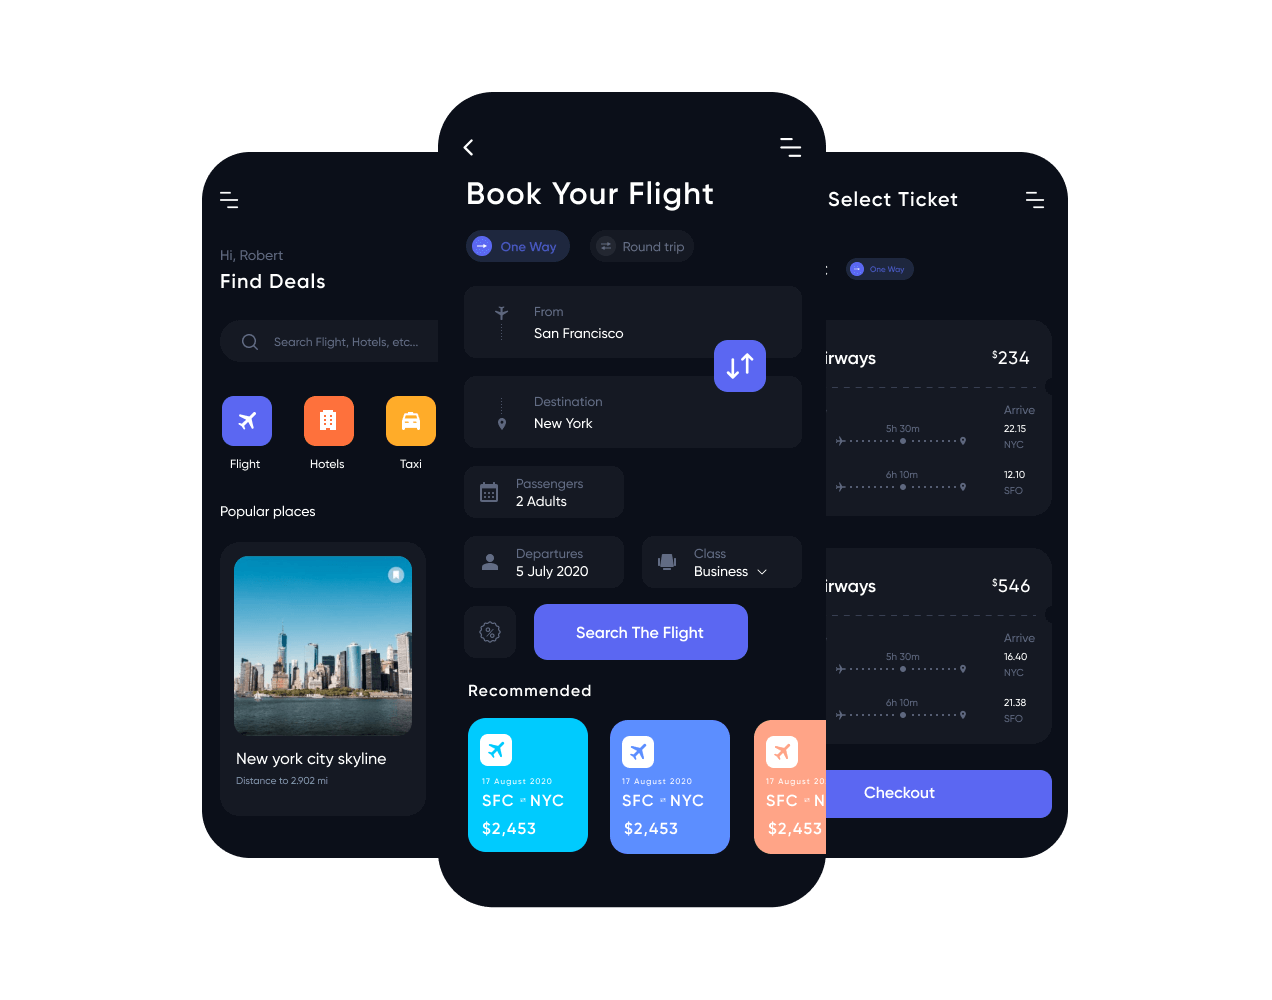 Hi, Robert
Find Deals
Search Flight, Hotels, etc...
Flight
Hotels
Taxi
Popular places
New york city skyline
Distance to 2.902 mi
Book Your Flight
One Way
Round trip
From
San Francisco
Destination
New York
Passengers
2 Adults
Departures
5 July 2020
Class
Business
Search The Flight
Recommended
17 August 2020
SFC NYC
$2,453
17 August 2020
SFC NYC
$2,453
17 August 20
SFC N
$2,453
Select Ticket
One Way
irways
$234
Arrive
5h 30m
22.15
NYC
6h 10m
12.10
SFO
irways
$546
Arrive
5h 30m
16.40
NYC
6h 10m
21.38
SFO
Checkout